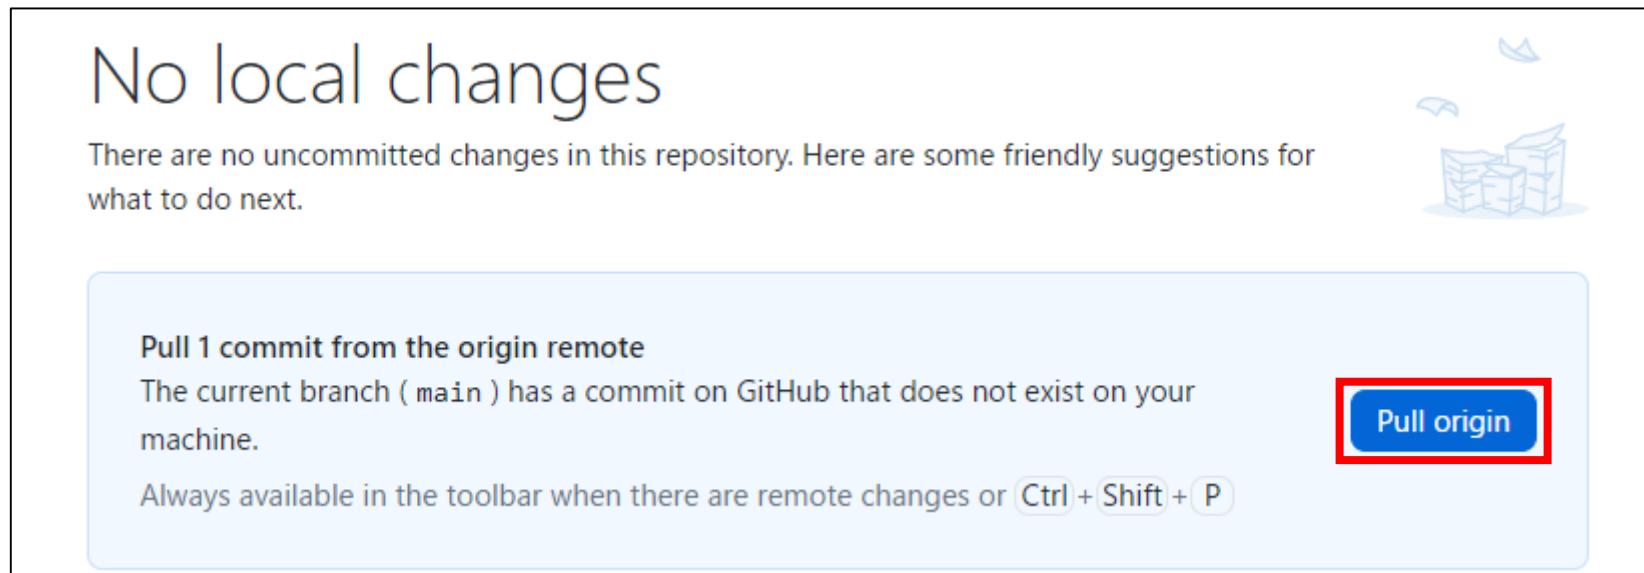 No local changes
There are no uncommitted changes in this repository. Here are some friendly suggestions for
what to do next.
Pull 1 commit from the origin remote
The current branch ( main ) has a commit on GitHub that does not exist on your
machine.
Pull origin
Always available in the toolbar when there are remote changes or Ctrl + Shift + P